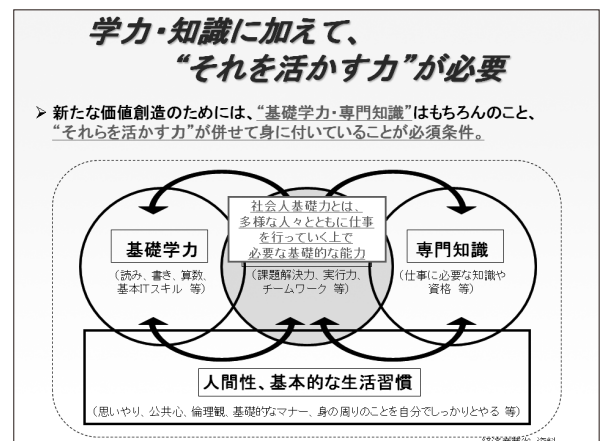 学力・知識に加えて、
“それを活かす力”が必要
➢ 新たな価値創造のためには、“基礎学力・専門知識”はもちろんのこと、
“それらを活かす力”が併せて身に付いていることが必須条件。
社会人基礎力とは、
多様な人々とともに仕事
を行っていく上で
必要な基礎的な能力
基礎学力
(読み、書き、算数、
基本ITスキル 等)
(課題解決力、実行力、
チームワーク 等)
専門知識
(仕事に必要な知識や
資格 等)
人間性、基本的な生活習慣
(思いやり、公共心、倫理観、基礎的なマナー、身の周りのことを自分でしっかりとやる 等)